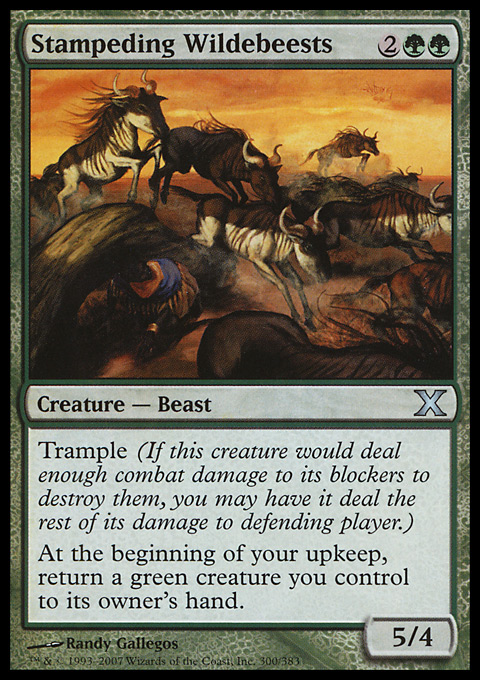 Stampeding Wildebeests 2
Creature — Beast X
Trample (If this creature would deal
enough combat damage to its blockers to
destroy them, you may have it deal the
rest of its damage to defending player.)
At the beginning of your upkeep,
return a green creature you control
to its owner's hand.
Randy Gallegos
5/4
™ & © 1993–2007 Wizards of the Coast, Inc. 300/383